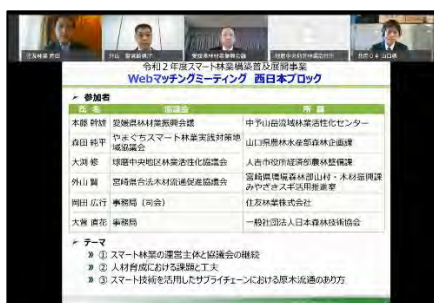 令和２年度スマート林業構築普及展開事業
Webマッチングミーティング 西日本ブロック
参加者
氏 名 協議会 所 属
本藤 幹雄 愛媛県林材業振興会議 中予山岳流域林業活性化センター
森田 純平 やまぐちスマート林業実践対策地域協議会 山口県農林水産部森林企画課
大渕 修 球磨中央地区林業活性化協議会 人吉市役所経済部農林整備課
外山 賢 宮崎県合法木材流通促進協議会 宮崎県環境森林部山村・木材振興課 みやざきスギ活用推進室
岡田 広行 事務局（司会） 住友林業株式会社
大萱 直花 事務局 一般社団法人日本森林技術協会
テーマ
① スマート林業の運営主体と協議会の継続
② 人材育成における課題と工夫
③ スマート技術を活用したサプライチェーンにおける原木流通のあり方